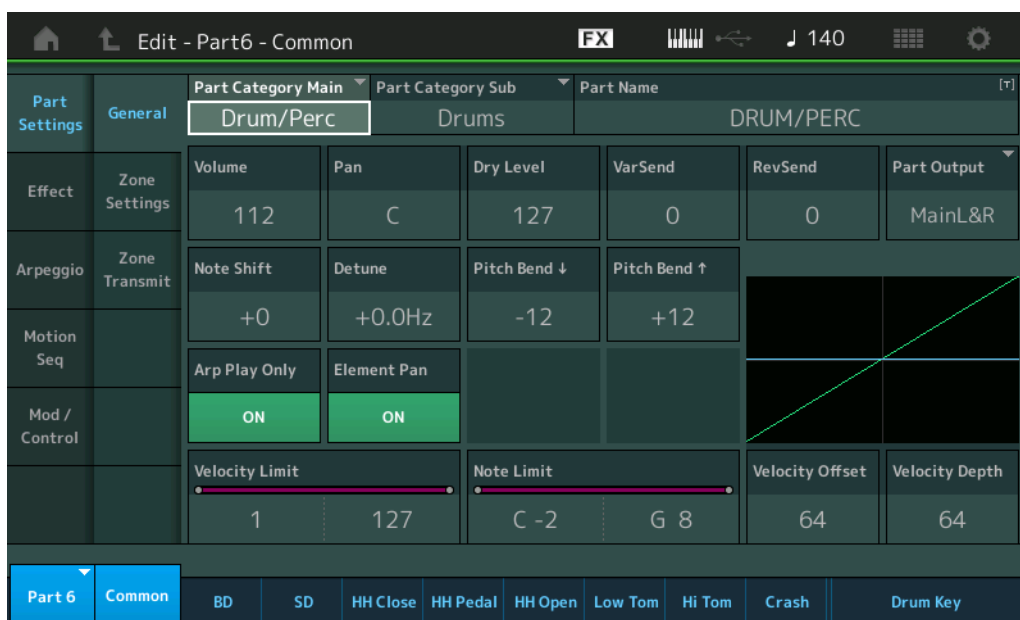 Edit - Part6 - Common FX ♩ 140
Part Settings
General
Part Category Main Part Category Sub Part Name [T]
Drum/Perc Drums DRUM/PERC
Effect
Zone Settings
Volume Pan Dry Level VarSend RevSend Part Output
112 C 127 0 0 MainL&R
Arpeggio
Zone Transmit
Note Shift Detune Pitch Bend ↓ Pitch Bend ↑
+0 +0.0Hz -12 +12
Motion Seq
Arp Play Only Element Pan
ON ON
Mod / Control
Velocity Limit Note Limit Velocity Offset Velocity Depth
1 127 C -2 G 8 64 64
Part 6 Common BD SD HH Close HH Pedal HH Open Low Tom Hi Tom Crash Drum Key